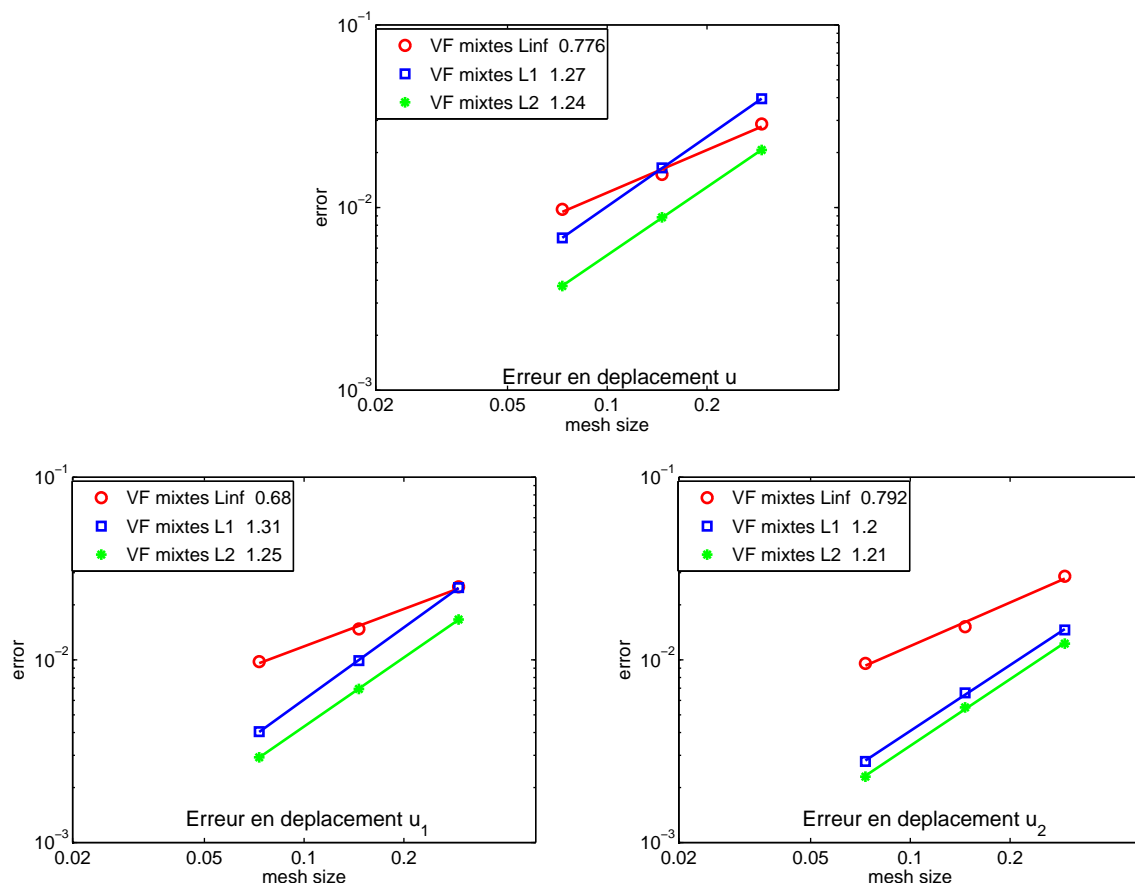 10^-1
VF mixtes Linf 0.776
VF mixtes L1 1.27
VF mixtes L2 1.24
error
10^-2
10^-3
Erreur en deplacement u
0.02 0.05 0.1 0.2
mesh size
10^-1
VF mixtes Linf 0.68
VF mixtes L1 1.31
VF mixtes L2 1.25
error
10^-2
10^-3
Erreur en deplacement u_1
0.02 0.05 0.1 0.2
mesh size
10^-1
VF mixtes Linf 0.792
VF mixtes L1 1.2
VF mixtes L2 1.21
error
10^-2
10^-3
Erreur en deplacement u_2
0.02 0.05 0.1 0.2
mesh size